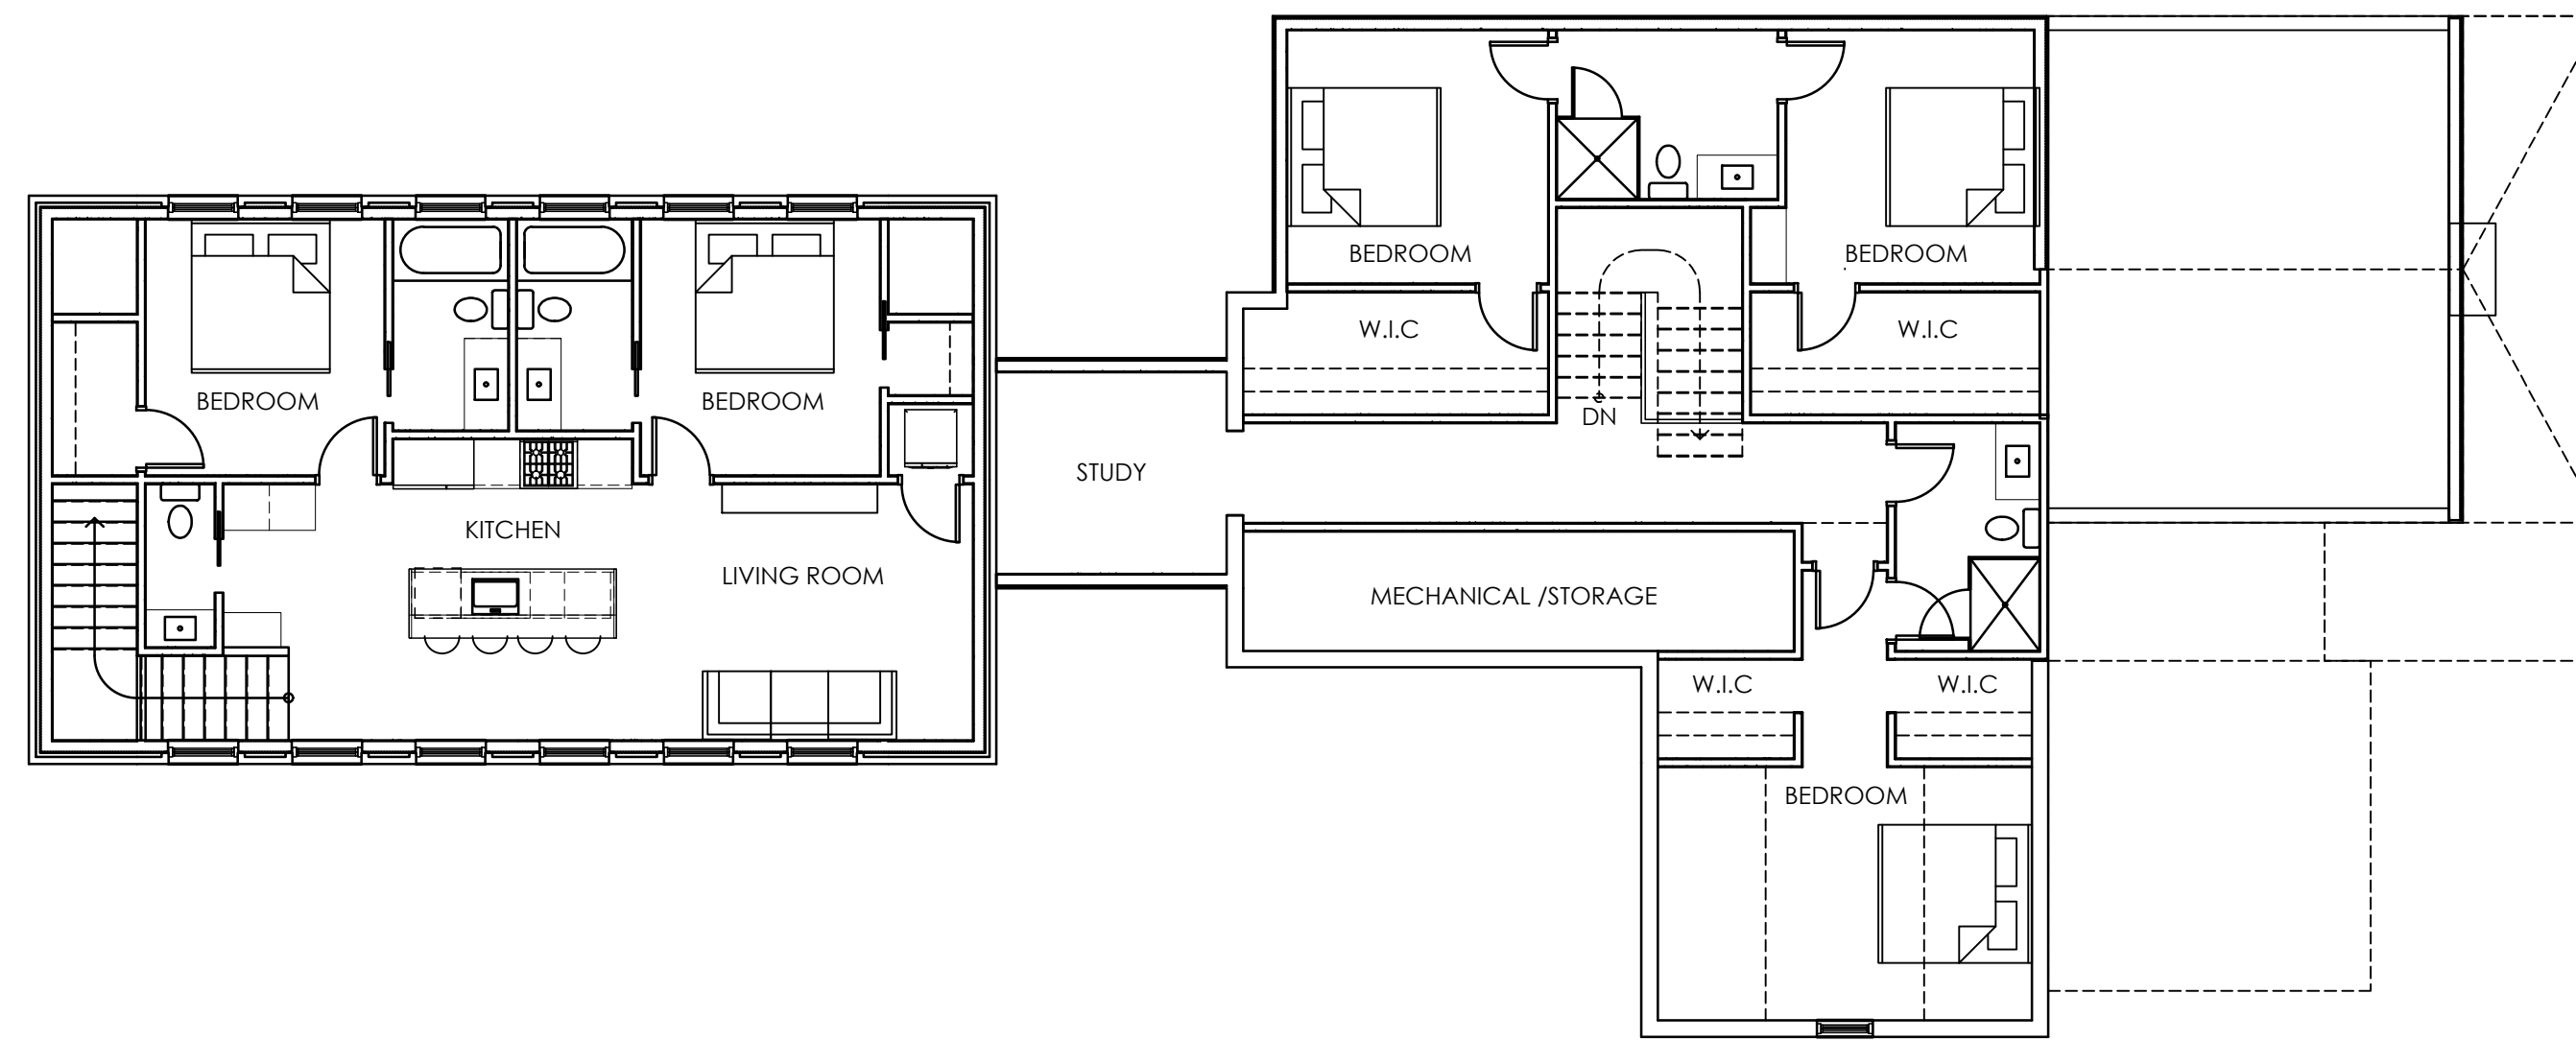 BEDROOM
BEDROOM
W.I.C
W.I.C
BEDROOM
BEDROOM
DN
STUDY
KITCHEN
LIVING ROOM
MECHANICAL /STORAGE
W.I.C
W.I.C
BEDROOM